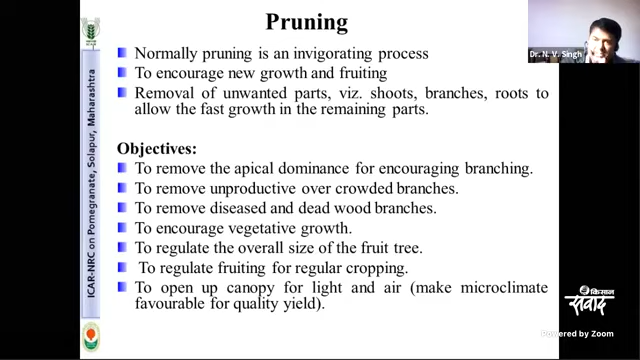 Pruning
Normally pruning is an invigorating process
To encourage new growth and fruiting
Removal of unwanted parts, viz. shoots, branches, roots to
allow the fast growth in the remaining parts.
Objectives:
To remove the apical dominance for encouraging branching.
To remove unproductive over crowded branches.
To remove diseased and dead wood branches.
To encourage vegetative growth.
To regulate the overall size of the fruit tree.
To regulate fruiting for regular cropping.
To open up canopy for light and air (make microclimate
favourable for quality yield).
ICAR-NRC on Pomegranate, Solapur, Maharashtra
Dr. N. V. Singh
किसान
संवाद
Powered by Zoom